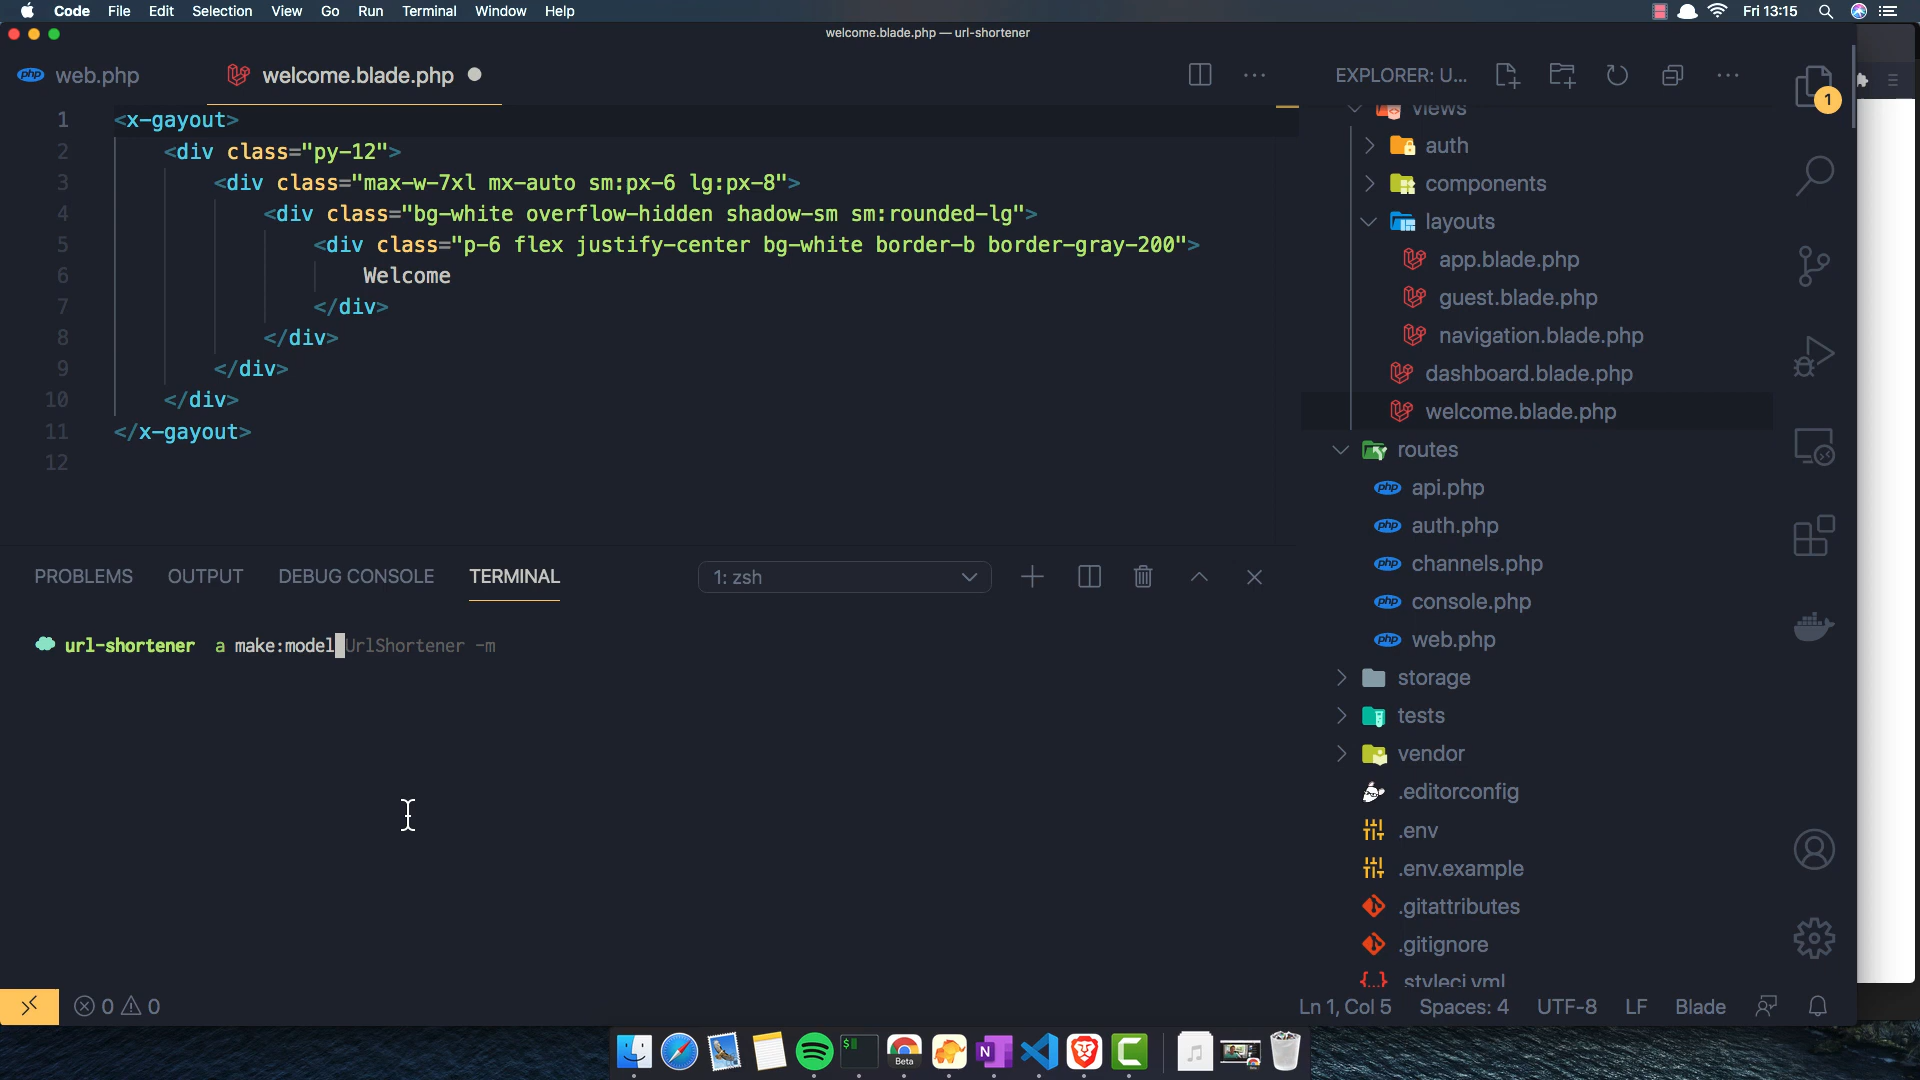 Code File Edit Selection View Go Run Terminal Window Help Fri 13:15
welcome.blade.php — url-shortener
web.php welcome.blade.php
1 <x-gayout>
2 <div class="py-12">
3 <div class="max-w-7xl mx-auto sm:px-6 lg:px-8">
4 <div class="bg-white overflow-hidden shadow-sm sm:rounded-lg">
5 <div class="p-6 flex justify-center bg-white border-b border-gray-200">
6 Welcome
7 </div>
8 </div>
9 </div>
10 </div>
11 </x-gayout>
12
PROBLEMS OUTPUT DEBUG CONSOLE TERMINAL 1: zsh
url-shortener a make:model UrlShortener -m
EXPLORER: U...
views
auth
components
layouts
app.blade.php
guest.blade.php
navigation.blade.php
dashboard.blade.php
welcome.blade.php
routes
php api.php
php auth.php
php channels.php
php console.php
php web.php
storage
tests
vendor
.editorconfig
.env
.env.example
.gitattributes
.gitignore
.styleci.yml
1
0 0
Ln 1, Col 5 Spaces: 4 UTF-8 LF Blade
$ Beta N